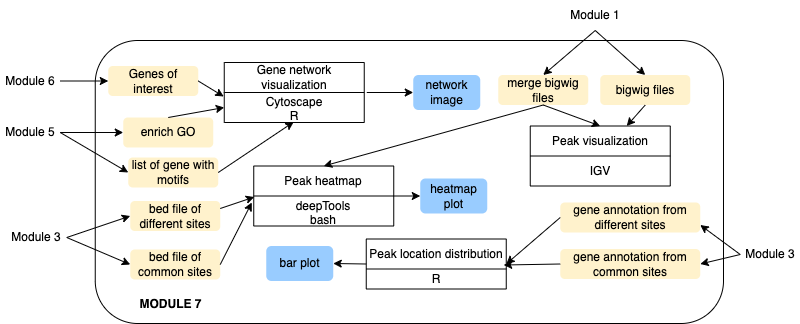 Module 1
Module 6
Genes of
interest
Gene network
visualization
Cytoscape
R
network
image
merge bigwig
files
bigwig files
Module 5
enrich GO
list of gene with
motifs
Peak visualization
IGV
Peak heatmap
deepTools
bash
heatmap
plot
Module 3
bed file of
different sites
bed file of
common sites
gene annotation from
different sites
gene annotation from
common sites
Module 3
Peak location distribution
R
bar plot
MODULE 7